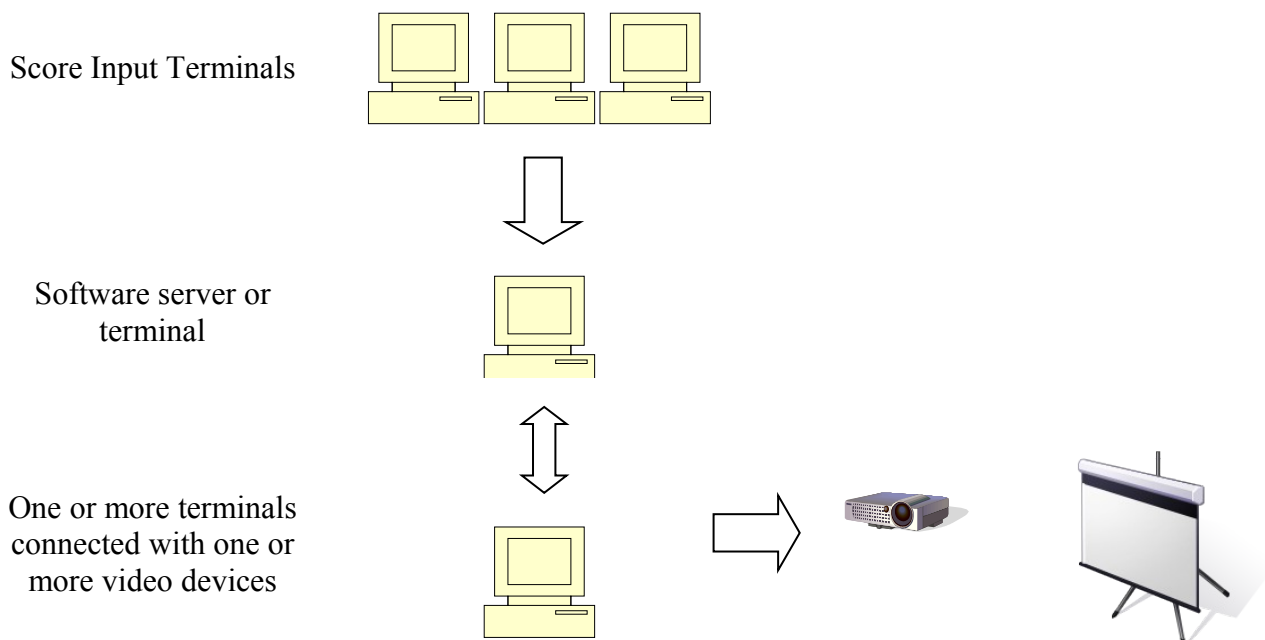 Score Input Terminals
Software server or
terminal
One or more terminals
connected with one or
more video devices